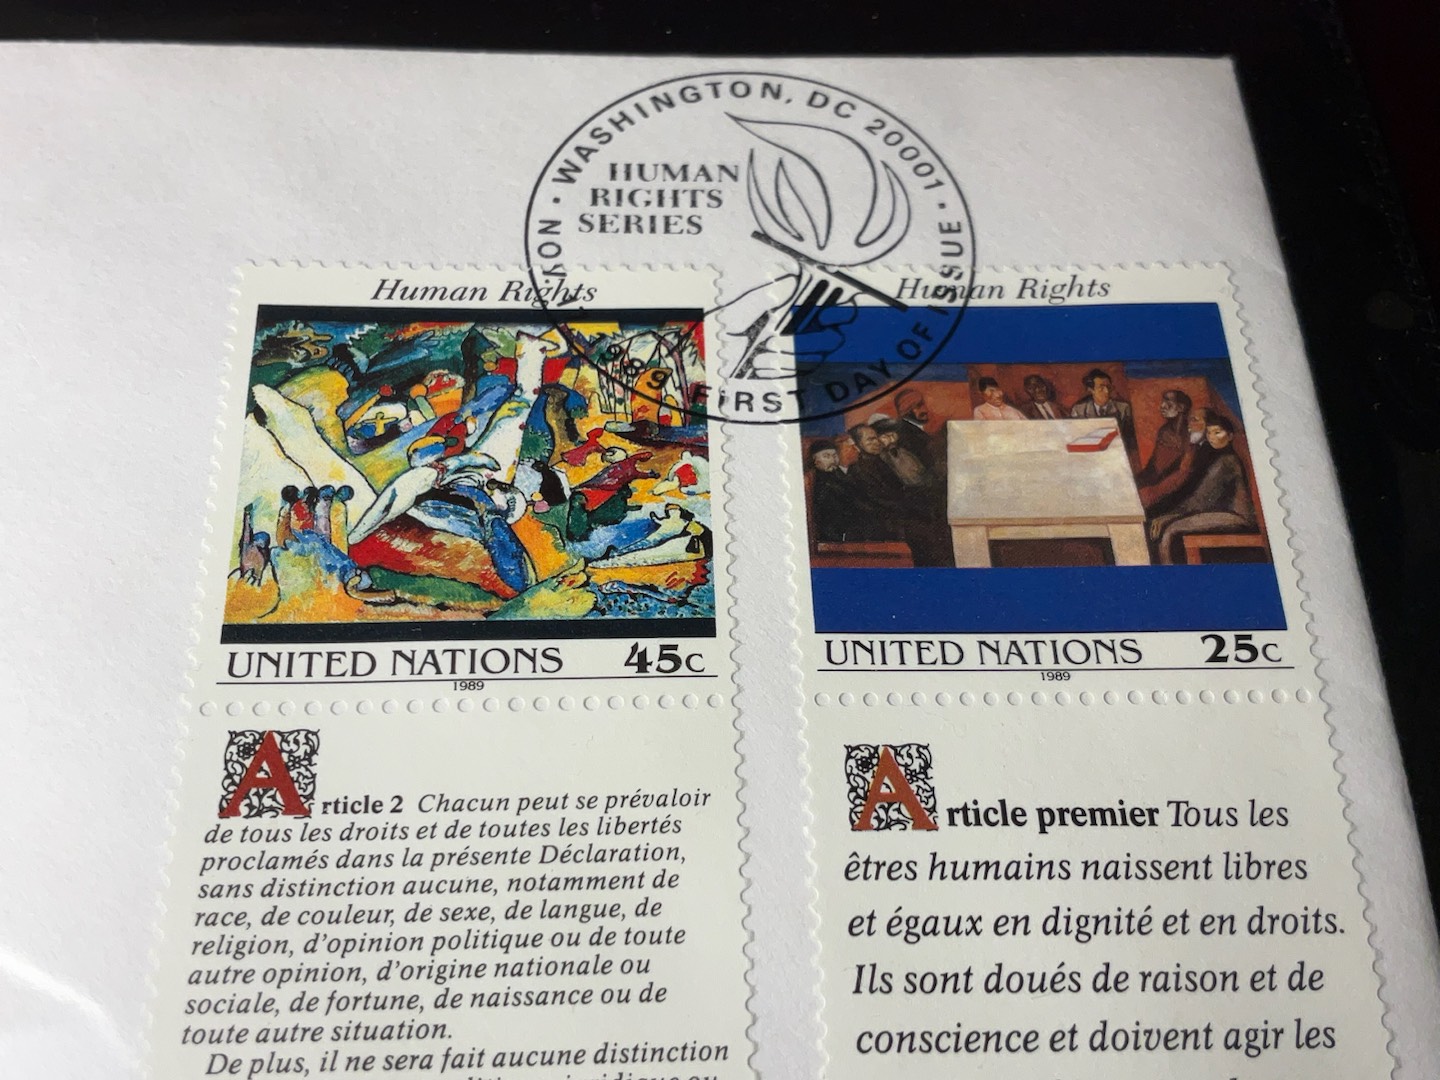 WASHINGTON, DC 20001 · FIRST DAY OF ISSUE · NOV. 17, 1989
HUMAN
RIGHTS
SERIES
Human Rights
UNITED NATIONS 45c
1989
Article 2 Chacun peut se prévaloir
de tous les droits et de toutes les libertés
proclamés dans la présente Déclaration,
sans distinction aucune, notamment de
race, de couleur, de sexe, de langue, de
religion, d'opinion politique ou de toute
autre opinion, d'origine nationale ou
sociale, de fortune, de naissance ou de
toute autre situation.
De plus, il ne sera fait aucune distinction
Human Rights
UNITED NATIONS 25c
1989
Article premier Tous les
êtres humains naissent libres
et égaux en dignité et en droits.
Ils sont doués de raison et de
conscience et doivent agir les